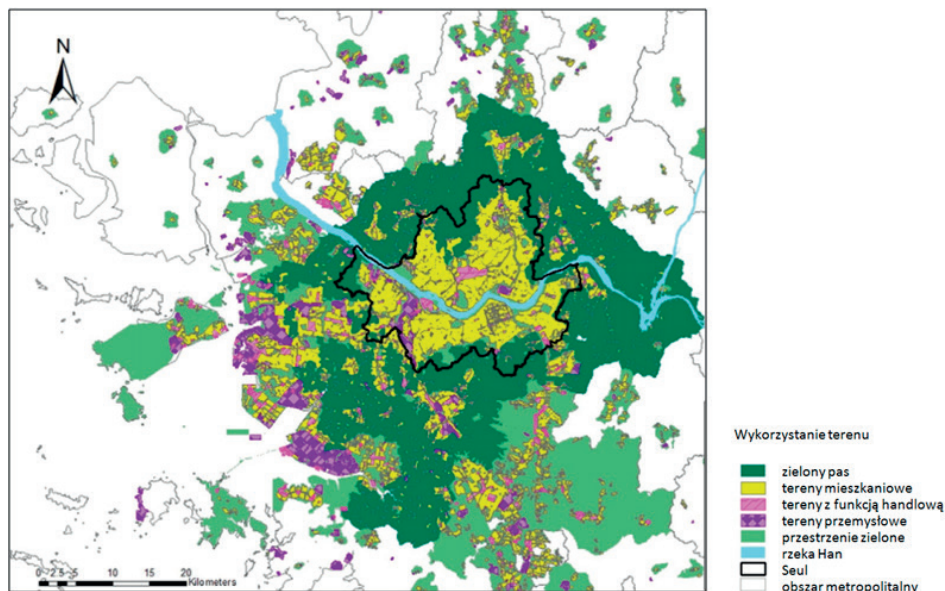 N
0 2,5 5 10 15 20
Kilometers
Wykorzystanie terenu
zielony pas
tereny mieszkaniowe
tereny z funkcją handlową
tereny przemysłowe
przestrzenie zielone
rzeka Han
Seul
obszar metropolitalny